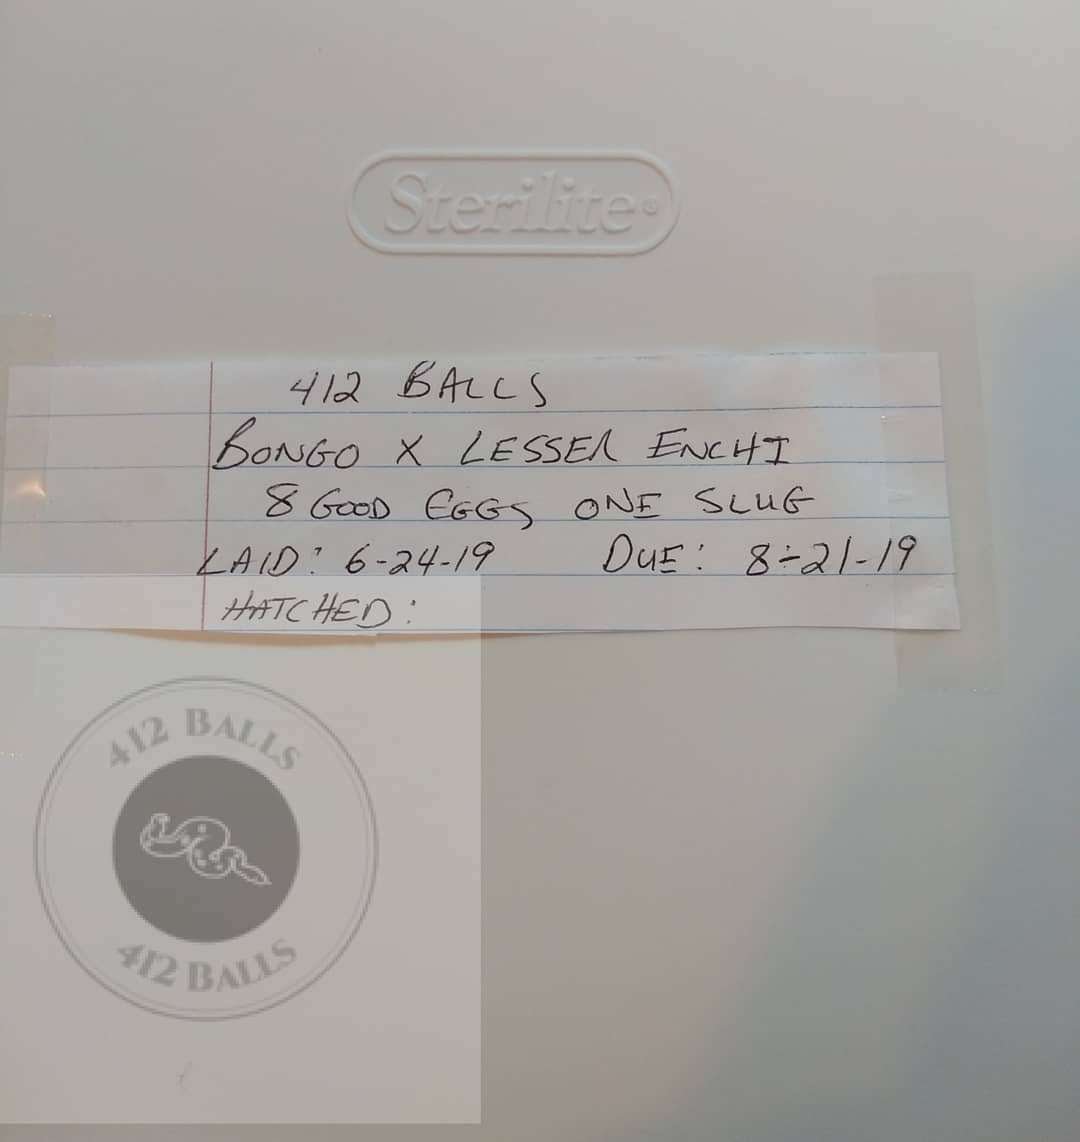 Sterilite®
412 BALLS
BONGO X LESSER ENCHI
8 GOOD EGGS ONE SLUG
LAID: 6-24-19 DUE: 8-21-19
HATCHED:
412 BALLS
412 BALLS